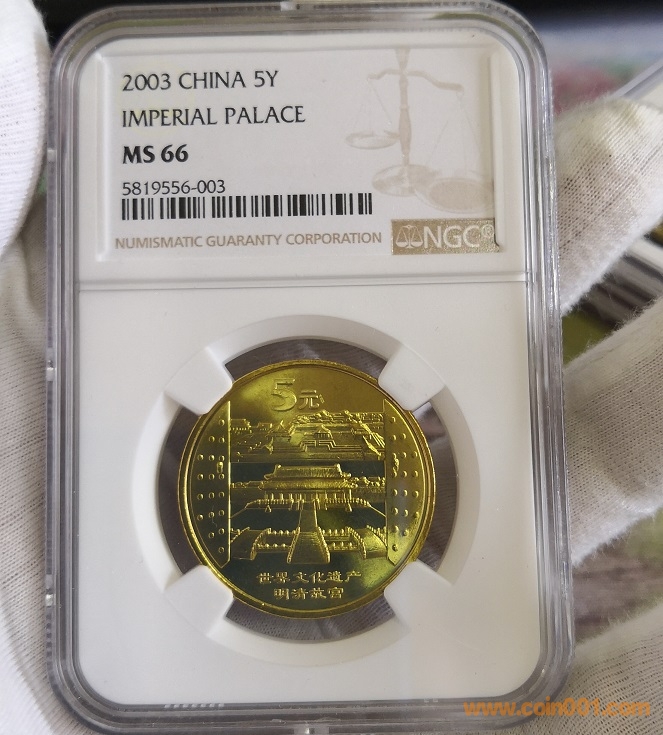 2003 CHINA 5Y
IMPERIAL PALACE
MS 66
5819556-003
NUMISMATIC GUARANTY CORPORATION
NGC®
5元
世界文化遗产
明清故宫
www.coin001.com